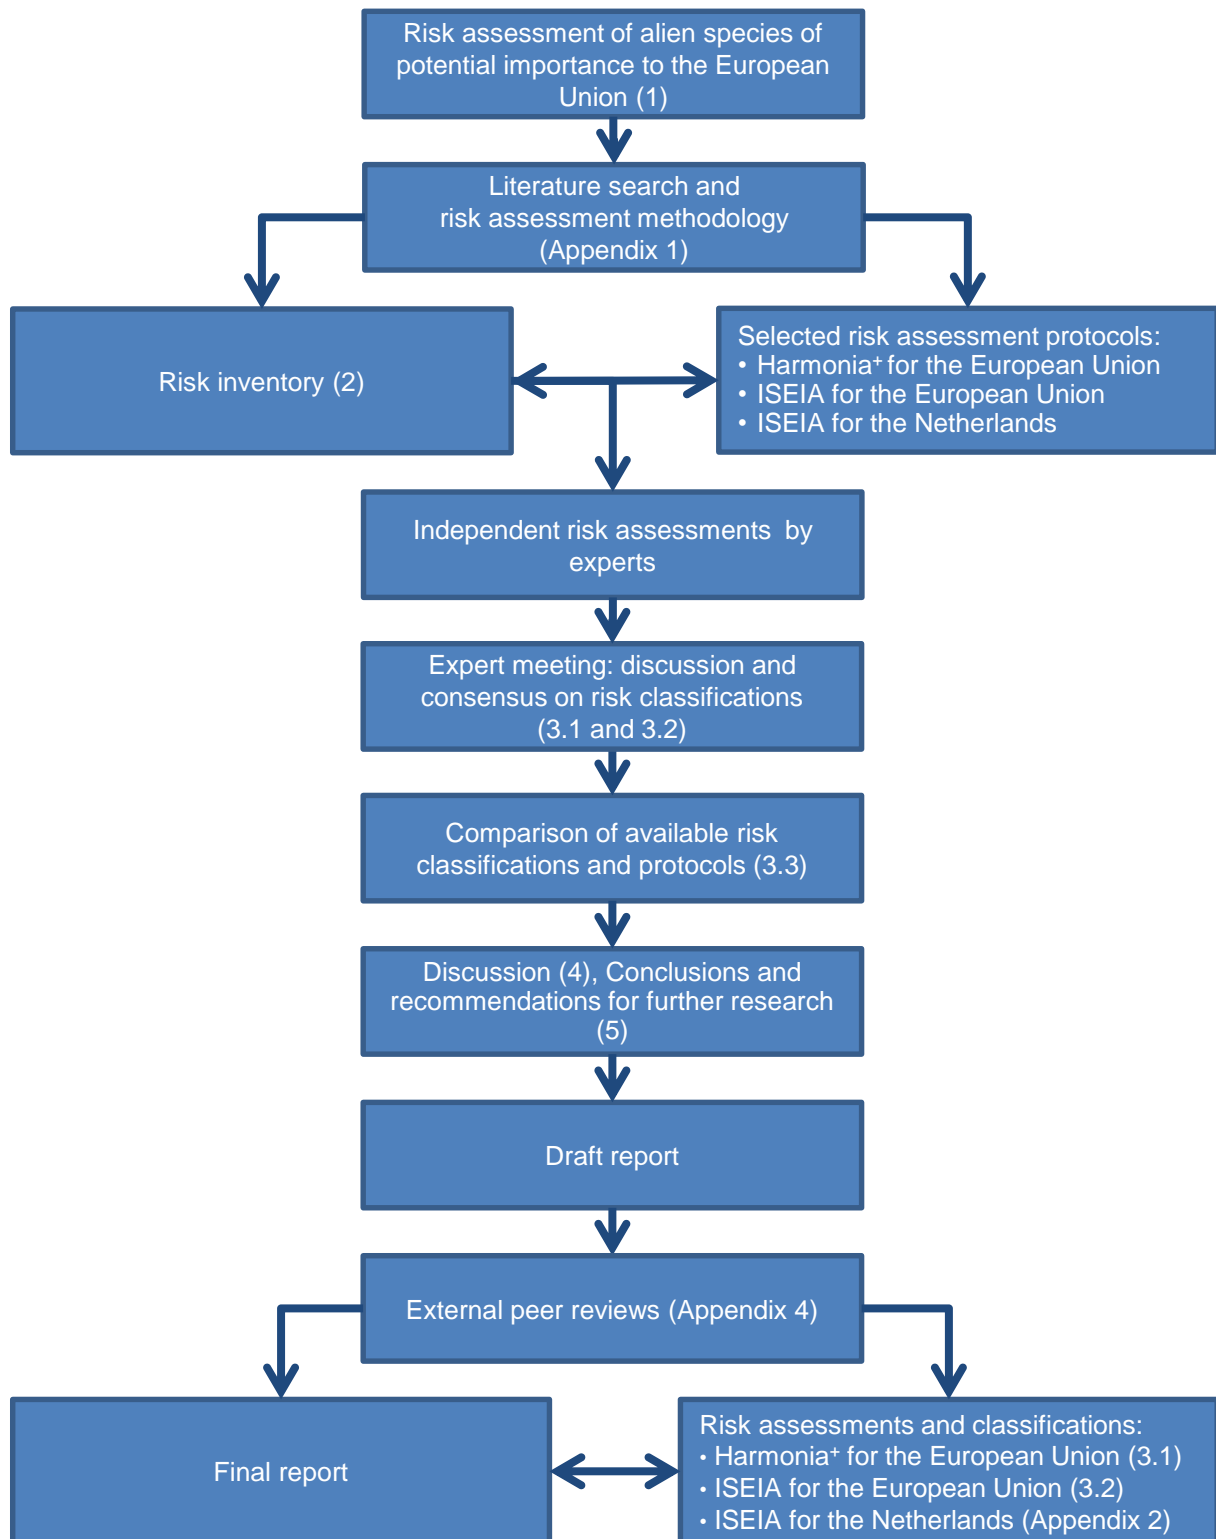 Risk assessment of alien species of
potential importance to the European
Union (1)
Literature search and
risk assessment methodology
(Appendix 1)
Risk inventory (2)
Selected risk assessment protocols:
• Harmonia⁺ for the European Union
• ISEIA for the European Union
• ISEIA for the Netherlands
Independent risk assessments by
experts
Expert meeting: discussion and
consensus on risk classifications
(3.1 and 3.2)
Comparison of available risk
classifications and protocols (3.3)
Discussion (4), Conclusions and
recommendations for further research
(5)
Draft report
External peer reviews (Appendix 4)
Final report
Risk assessments and classifications:
• Harmonia⁺ for the European Union (3.1)
• ISEIA for the European Union (3.2)
• ISEIA for the Netherlands (Appendix 2)